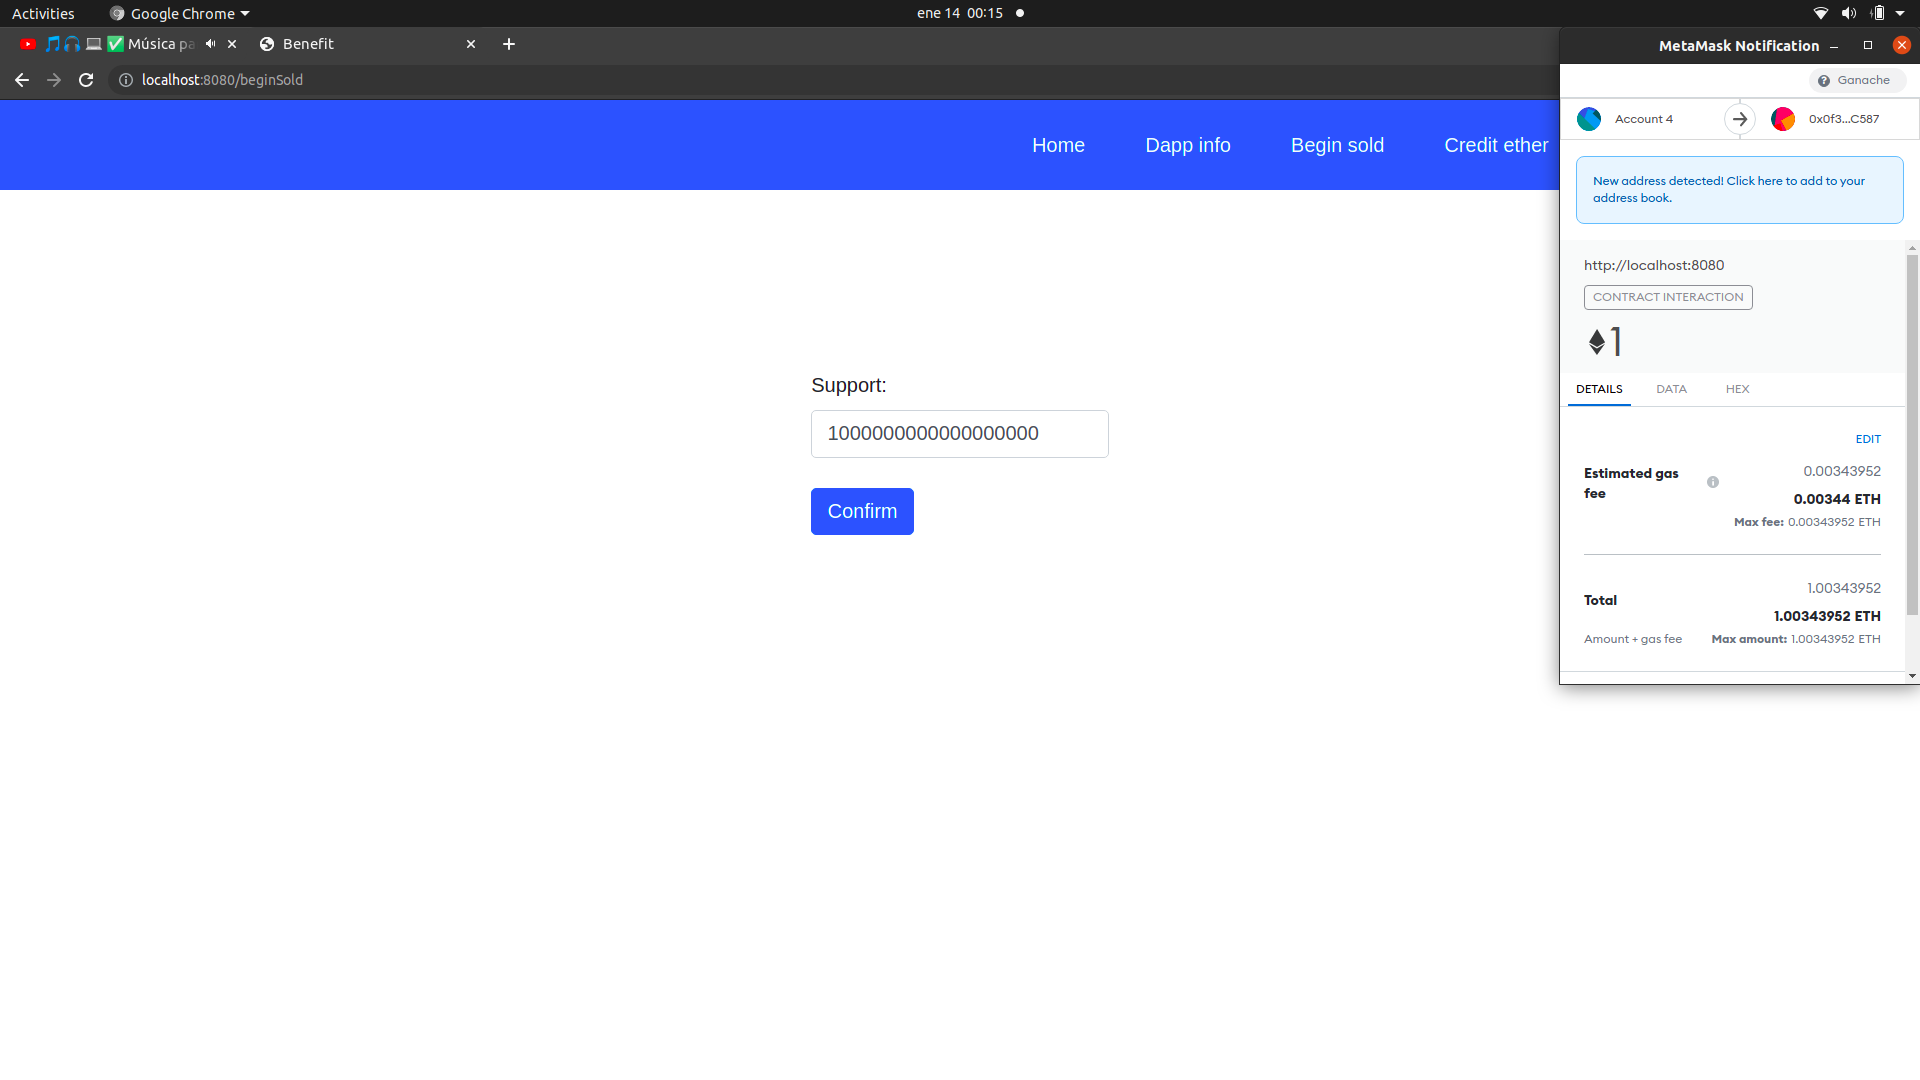 Activities
Google Chrome
ene 14 00:15
Música pa
Benefit
localhost:8080/beginSold
Home
Dapp info
Begin sold
Credit ether
Support:
1000000000000000000
Confirm
MetaMask Notification
Ganache
Account 4
0x0f3...C587
New address detected! Click here to add to your
address book.
http://localhost:8080
CONTRACT INTERACTION
1
DETAILS
DATA
HEX
EDIT
Estimated gas
fee
0.00343952
0.00344 ETH
Max fee: 0.00343952 ETH
1.00343952
Total
1.00343952 ETH
Amount + gas fee
Max amount: 1.00343952 ETH